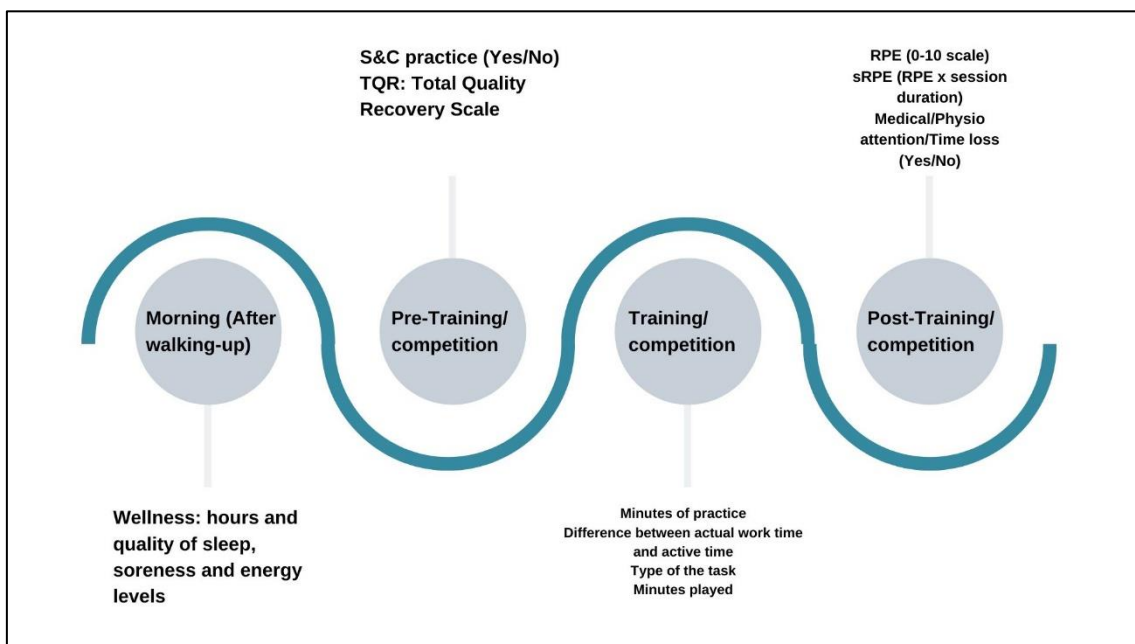 S&C practice (Yes/No)
TQR: Total Quality
Recovery Scale
RPE (0-10 scale)
sRPE (RPE x session
duration)
Medical/Physio
attention/Time loss
(Yes/No)
Morning (After
walking-up)
Pre-Training/
competition
Training/
competition
Post-Training/
competition
Wellness: hours and
quality of sleep,
soreness and energy
levels
Minutes of practice
Difference between actual work time
and active time
Type of the task
Minutes played